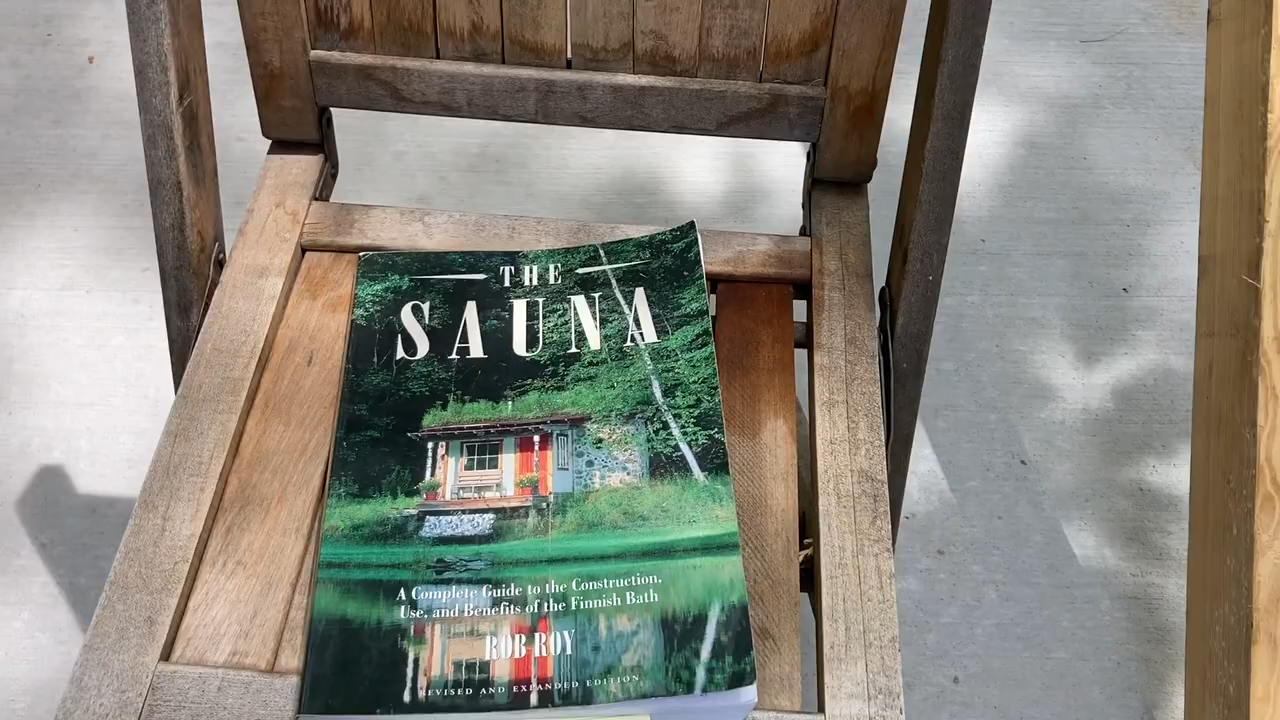 THE
SAUNA
A Complete Guide to the Construction,
Use, and Benefits of the Finnish Bath
ROB ROY
REVISED AND EXPANDED EDITION